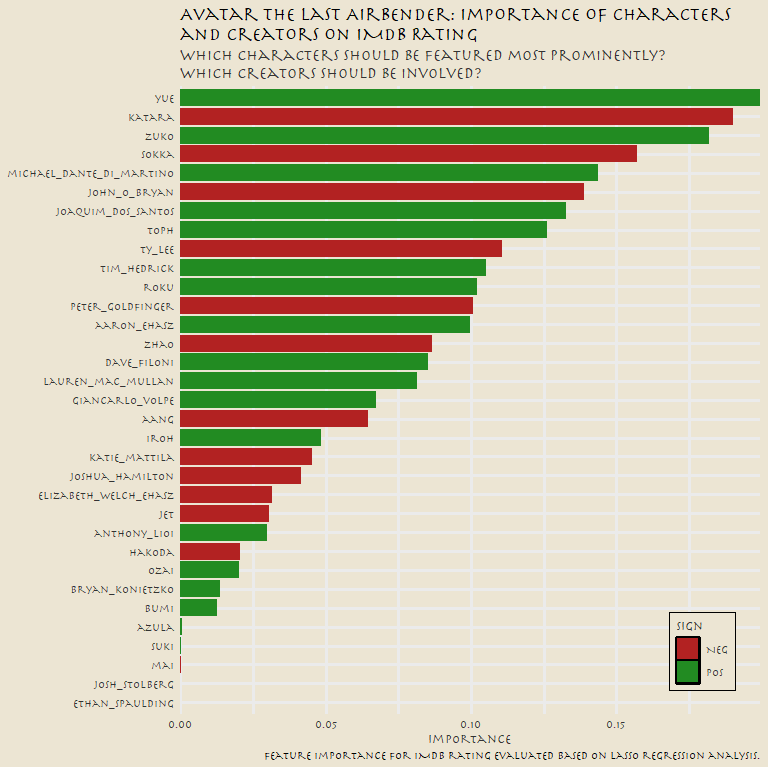 Avatar The Last Airbender: Importance of Characters
and Creators on IMDB Rating
Which characters should be featured most prominently?
Which creators should be involved?
yue
katara
zuko
sokka
michael_dante_di_martino
john_o_bryan
joaquim_dos_santos
toph
ty_lee
tim_hedrick
roku
peter_goldfinger
aaron_ehasz
zhao
dave_filoni
lauren_mac_mullan
giancarlo_volpe
aang
iroh
katie_mattila
joshua_hamilton
elizabeth_welch_ehasz
jet
anthony_lioi
hakoda
ozai
bryan_konietzko
bumi
azula
suki
mai
josh_stolberg
ethan_spaulding
Sign
NEG
POS
0.00 0.05 0.10 0.15
Importance
Feature importance for IMDB rating evaluated based on LASSO regression analysis.